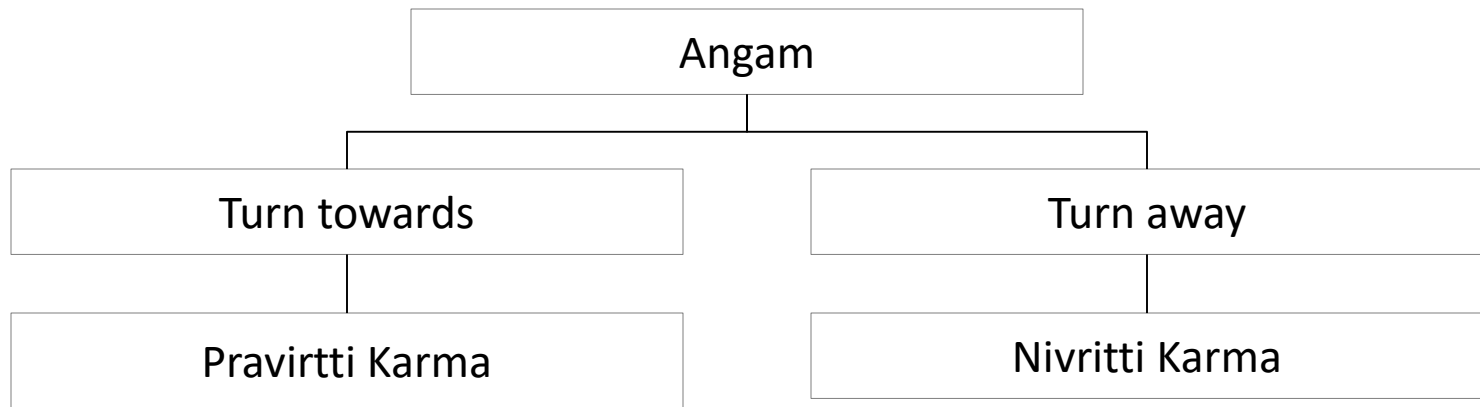 Angam
Turn towards
Turn away
Pravirtti Karma
Nivritti Karma